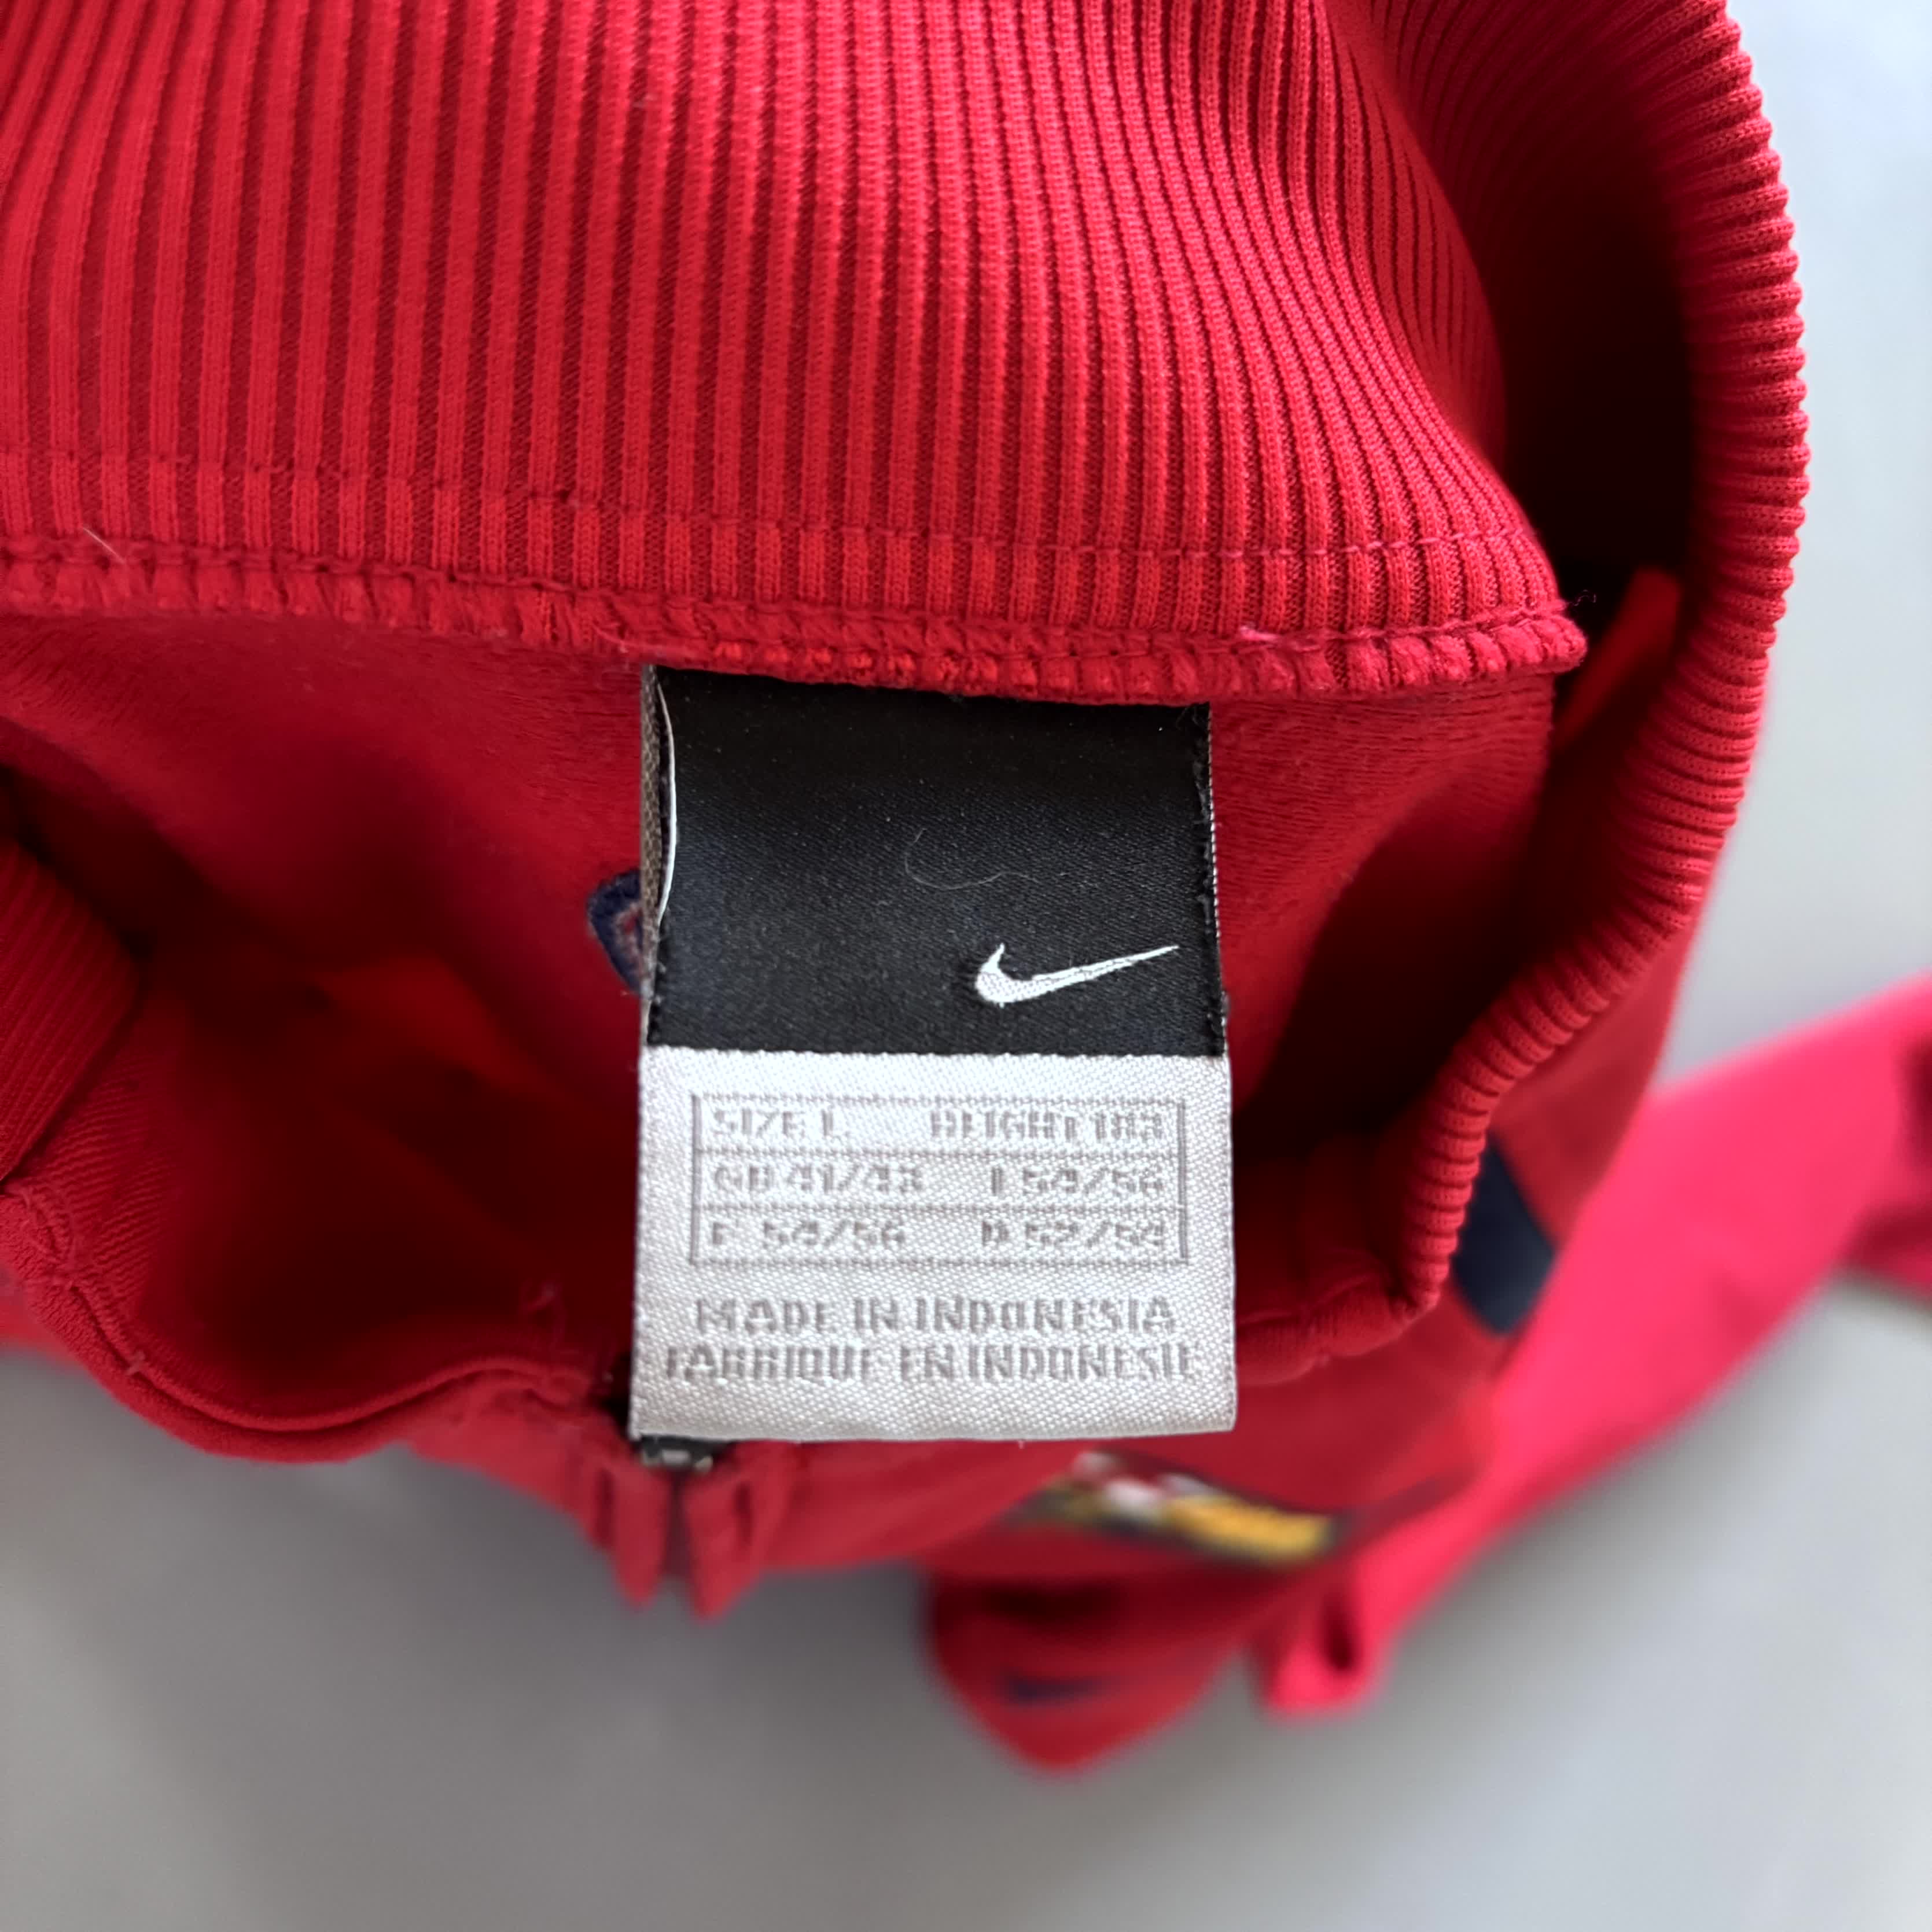 SIZE L HEIGHT 183
GB 41/43 I 54/56
F 54/56 D 52/54
MADE IN INDONESIA
FABRIQUE EN INDONESIE